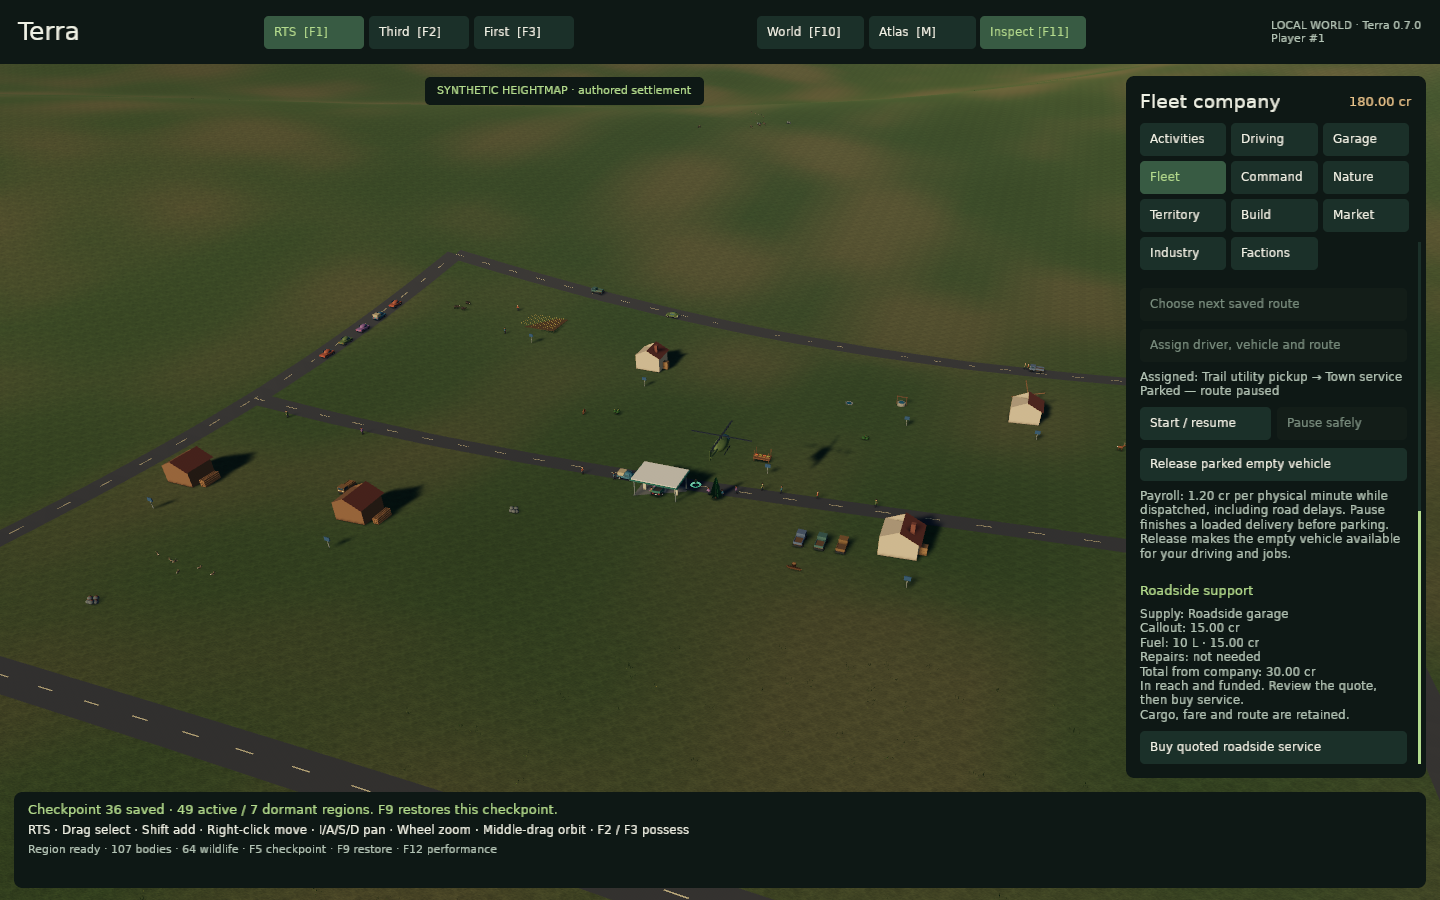 Terra
RTS [F1]
Third [F2]
First [F3]
World [F10]
Atlas [M]
Inspect [F11]
LOCAL WORLD · Terra 0.7.0
Player #1
SYNTHETIC HEIGHTMAP · authored settlement
Fleet company
180.00 cr
Activities
Driving
Garage
Fleet
Command
Nature
Territory
Build
Market
Industry
Factions
Choose next saved route
Assign driver, vehicle and route
Assigned: Trail utility pickup → Town service
Parked — route paused
Start / resume
Pause safely
Release parked empty vehicle
Payroll: 1.20 cr per physical minute while
dispatched, including road delays. Pause
finishes a loaded delivery before parking.
Release makes the empty vehicle available
for your driving and jobs.
Roadside support
Supply: Roadside garage
Callout: 15.00 cr
Fuel: 10 L · 15.00 cr
Repairs: not needed
Total from company: 30.00 cr
In reach and funded. Review the quote,
then buy service.
Cargo, fare and route are retained.
Buy quoted roadside service
Checkpoint 36 saved · 49 active / 7 dormant regions. F9 restores this checkpoint.
RTS · Drag select · Shift add · Right-click move · I/A/S/D pan · Wheel zoom · Middle-drag orbit · F2 / F3 possess
Region ready · 107 bodies · 64 wildlife · F5 checkpoint · F9 restore · F12 performance